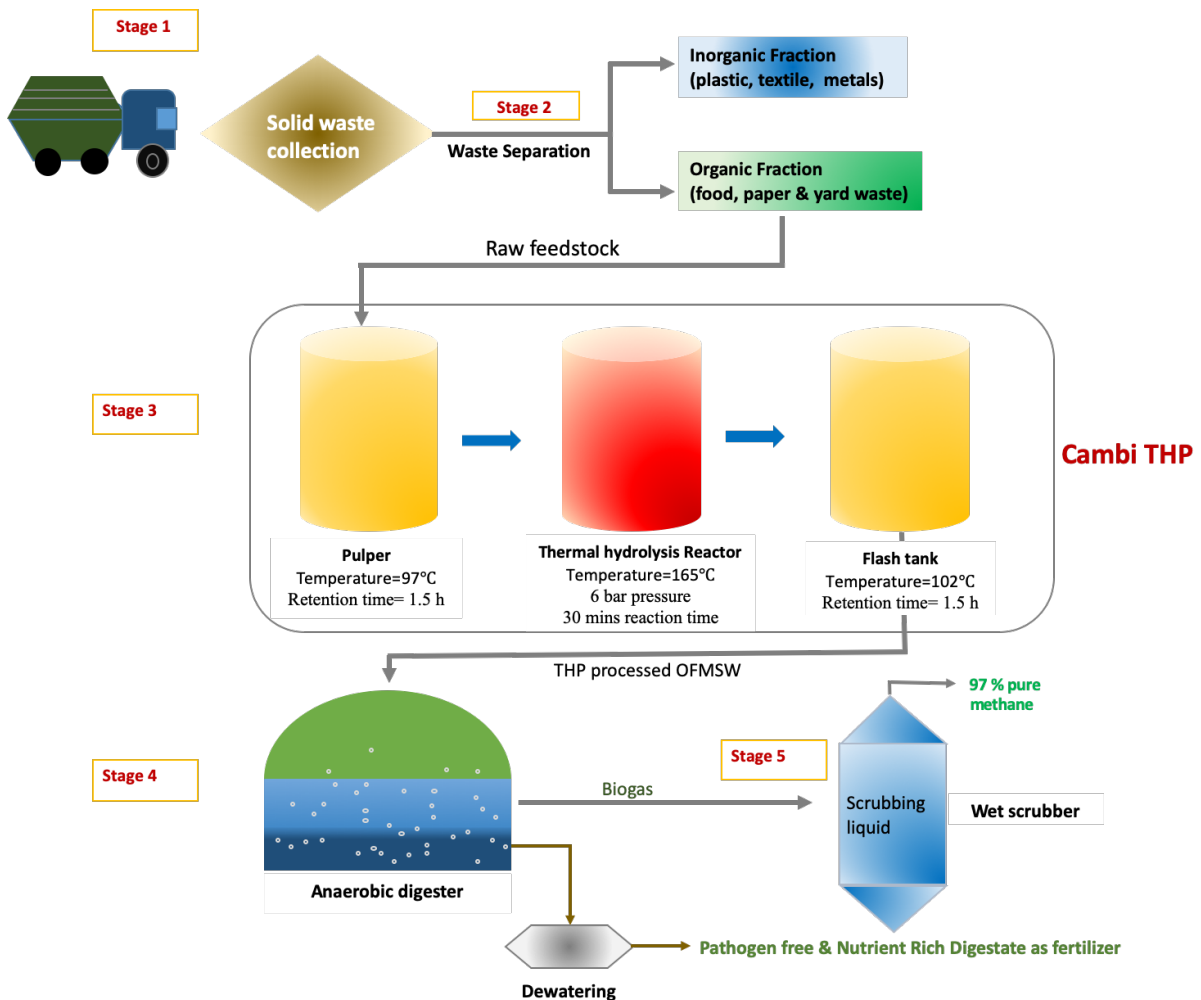 Stage 1
Solid waste
collection
Stage 2
Waste Separation
Inorganic Fraction
(plastic, textile,  metals)
Organic Fraction
(food, paper & yard waste)
Raw feedstock
Stage 3
Cambi THP
Pulper
Temperature=97℃
Retention time= 1.5 h
Thermal hydrolysis Reactor
Temperature=165℃
6 bar pressure
30 mins reaction time
Flash tank
Temperature=102℃
Retention time= 1.5 h
THP processed OFMSW
97 % pure
methane
Stage 4
Stage 5
Biogas
Scrubbing
liquid
Wet scrubber
Anaerobic digester
Pathogen free & Nutrient Rich Digestate as fertilizer
Dewatering